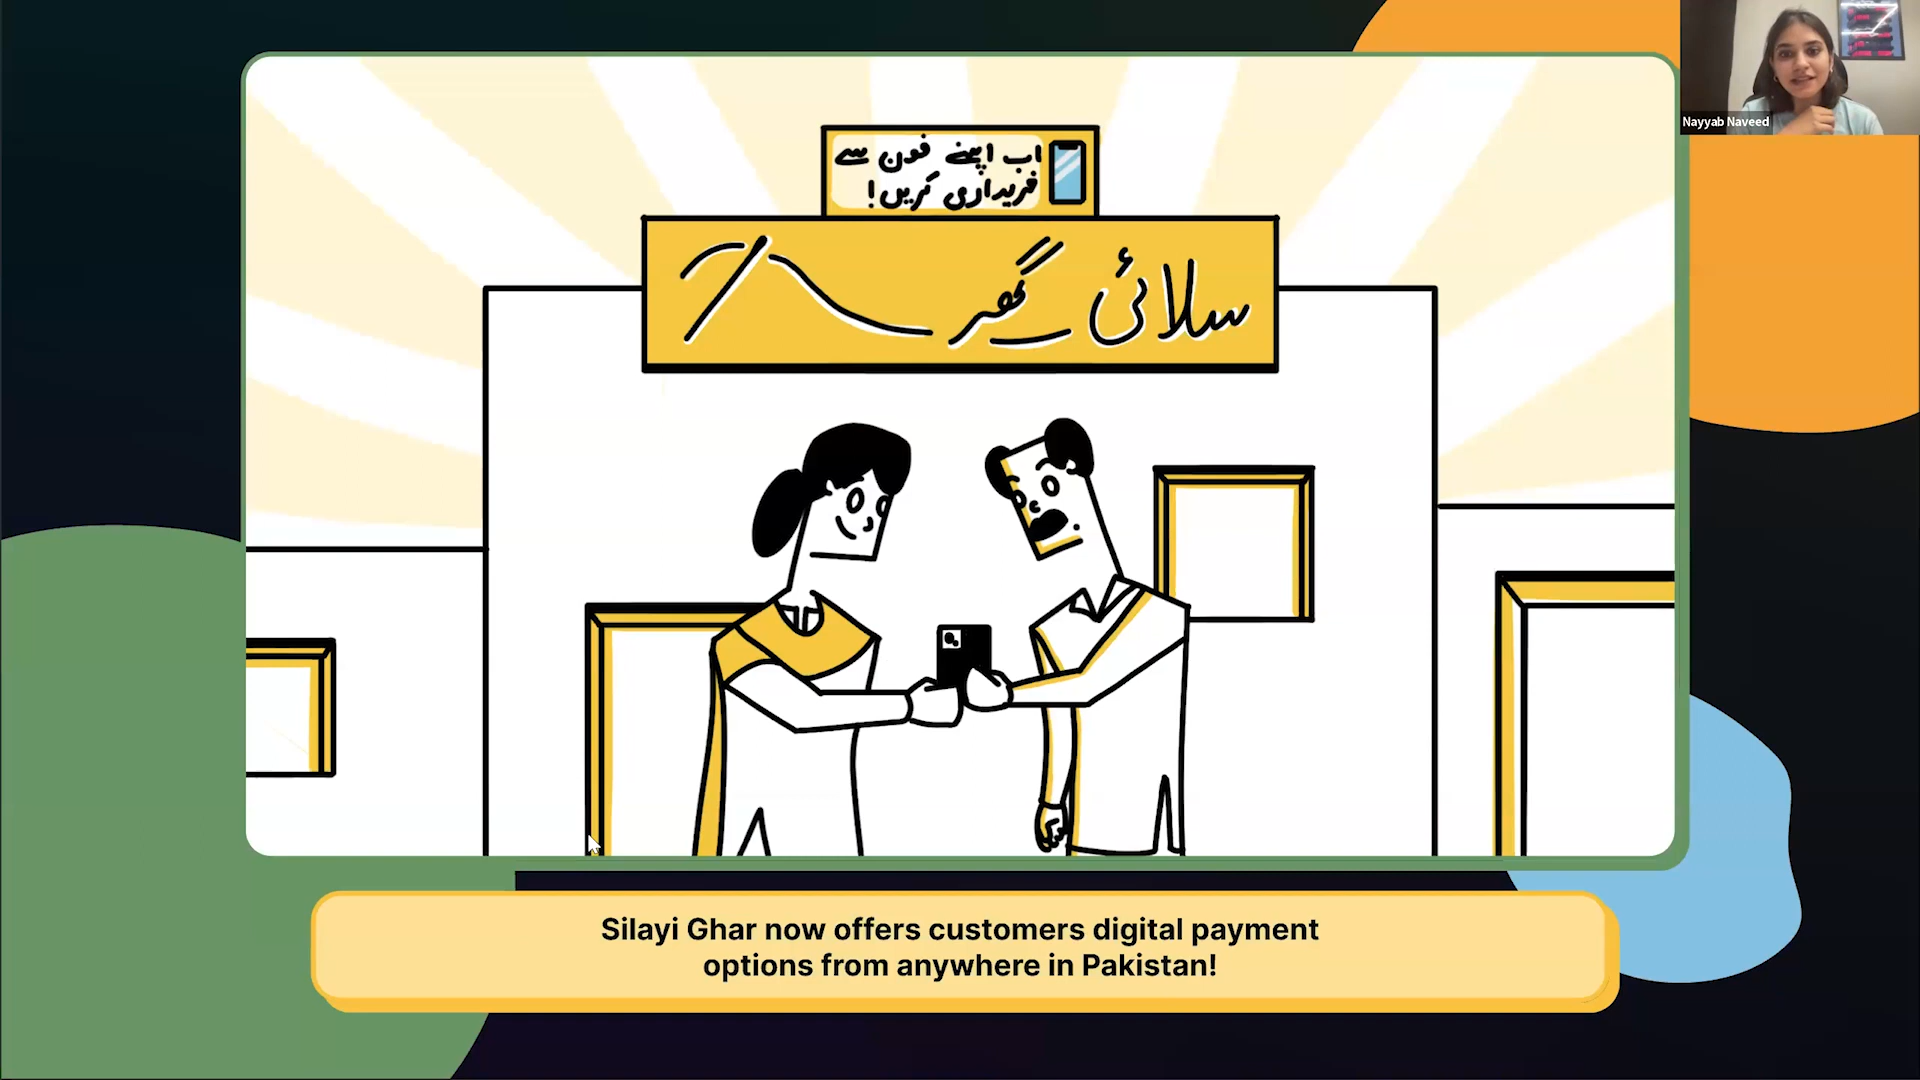 اب اپنے فون سے
خریداری کریں!
سلائی گھر
Nayyab Naveed
Silayi Ghar now offers customers digital payment
options from anywhere in Pakistan!